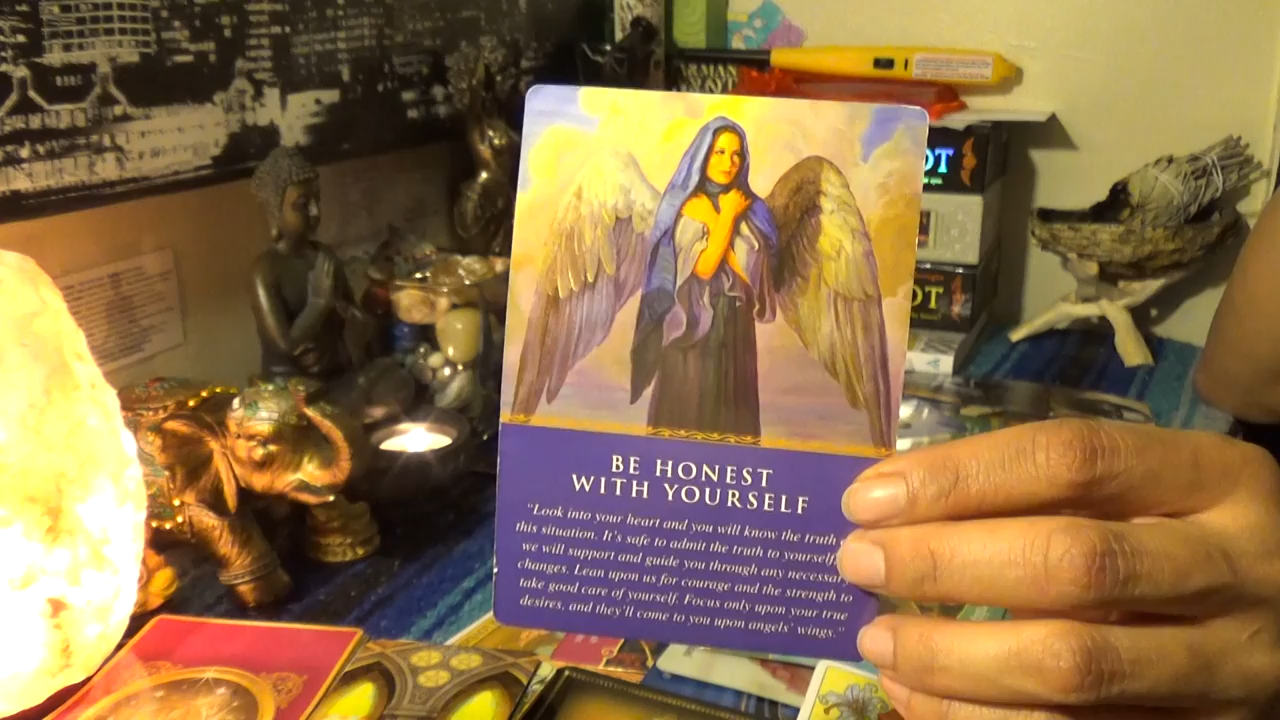 BE HONEST
WITH YOURSELF
"Look into your heart and you will know the truth
this situation. It's safe to admit the truth to yourself
we will support and guide you through any necessary
changes. Lean upon us for courage and the strength to
take good care of yourself. Focus only upon your true
desires, and they'll come to you upon angels' wings."
OT
OT